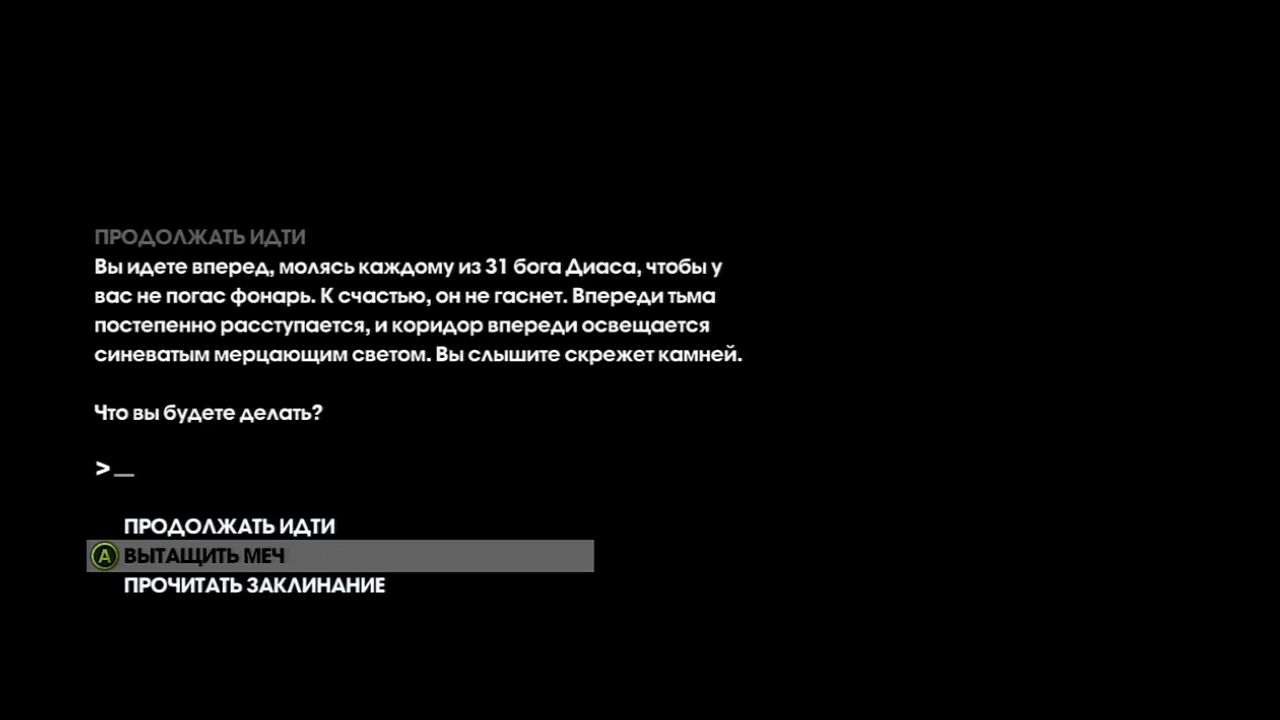 ПРОДОЛЖАТЬ ИДТИ
Вы идете вперед, молясь каждому из 31 бога Диаса, чтобы у
вас не погас фонарь. К счастью, он не гаснет. Впереди тьма
постепенно расступается, и коридор впереди освещается
синеватым мерцающим светом. Вы слышите скрежет камней.
Что вы будете делать?
>_
ПРОДОЛЖАТЬ ИДТИ
A ВЫТАЩИТЬ МЕЧ
ПРОЧИТАТЬ ЗАКЛИНАНИЕ